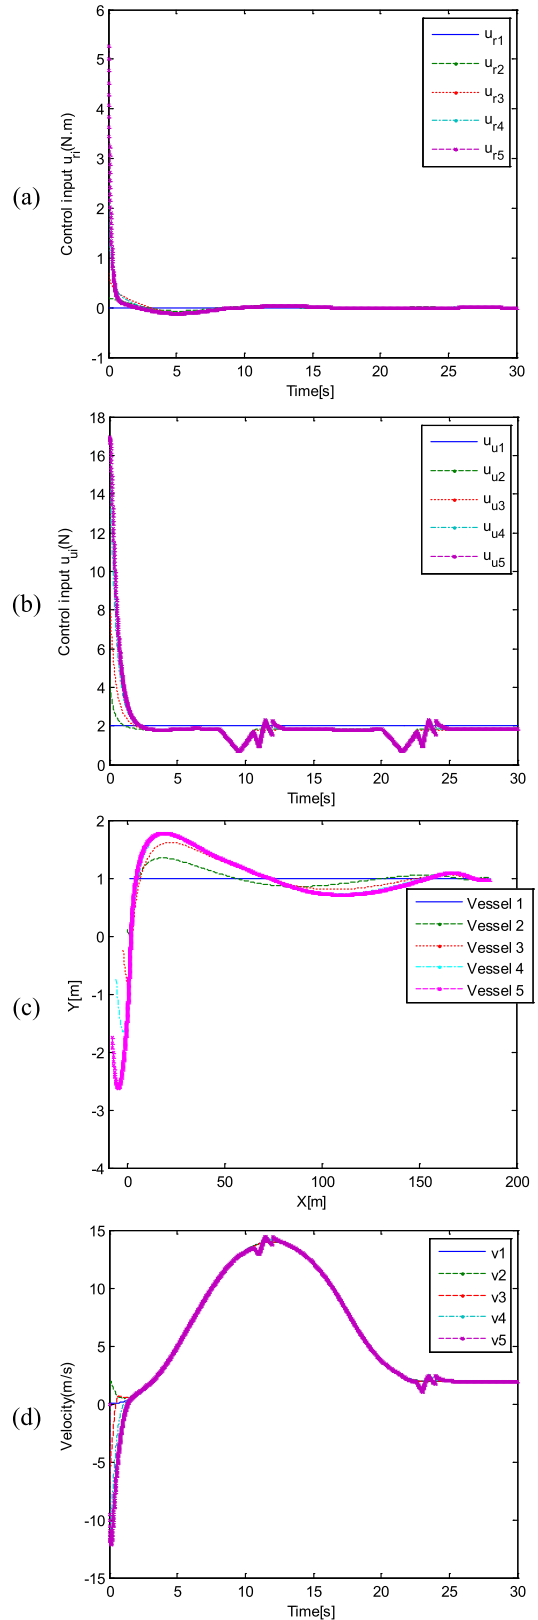 (a)
Control input u_ri(N.m)
6
5
4
3
2
1
0
-1
0 5 10 15 20 25 30
Time[s]
u_r1
u_r2
u_r3
u_r4
u_r5
(b)
Control input u_ui(N)
18
16
14
12
10
8
6
4
2
0
0 5 10 15 20 25 30
Time[s]
u_u1
u_u2
u_u3
u_u4
u_u5
(c)
Y[m]
2
1
0
-1
-2
-3
-4
0 50 100 150 200
X[m]
Vessel 1
Vessel 2
Vessel 3
Vessel 4
Vessel 5
(d)
Velocity(m/s)
15
10
5
0
-5
-10
-15
0 5 10 15 20 25 30
Time[s]
v1
v2
v3
v4
v5